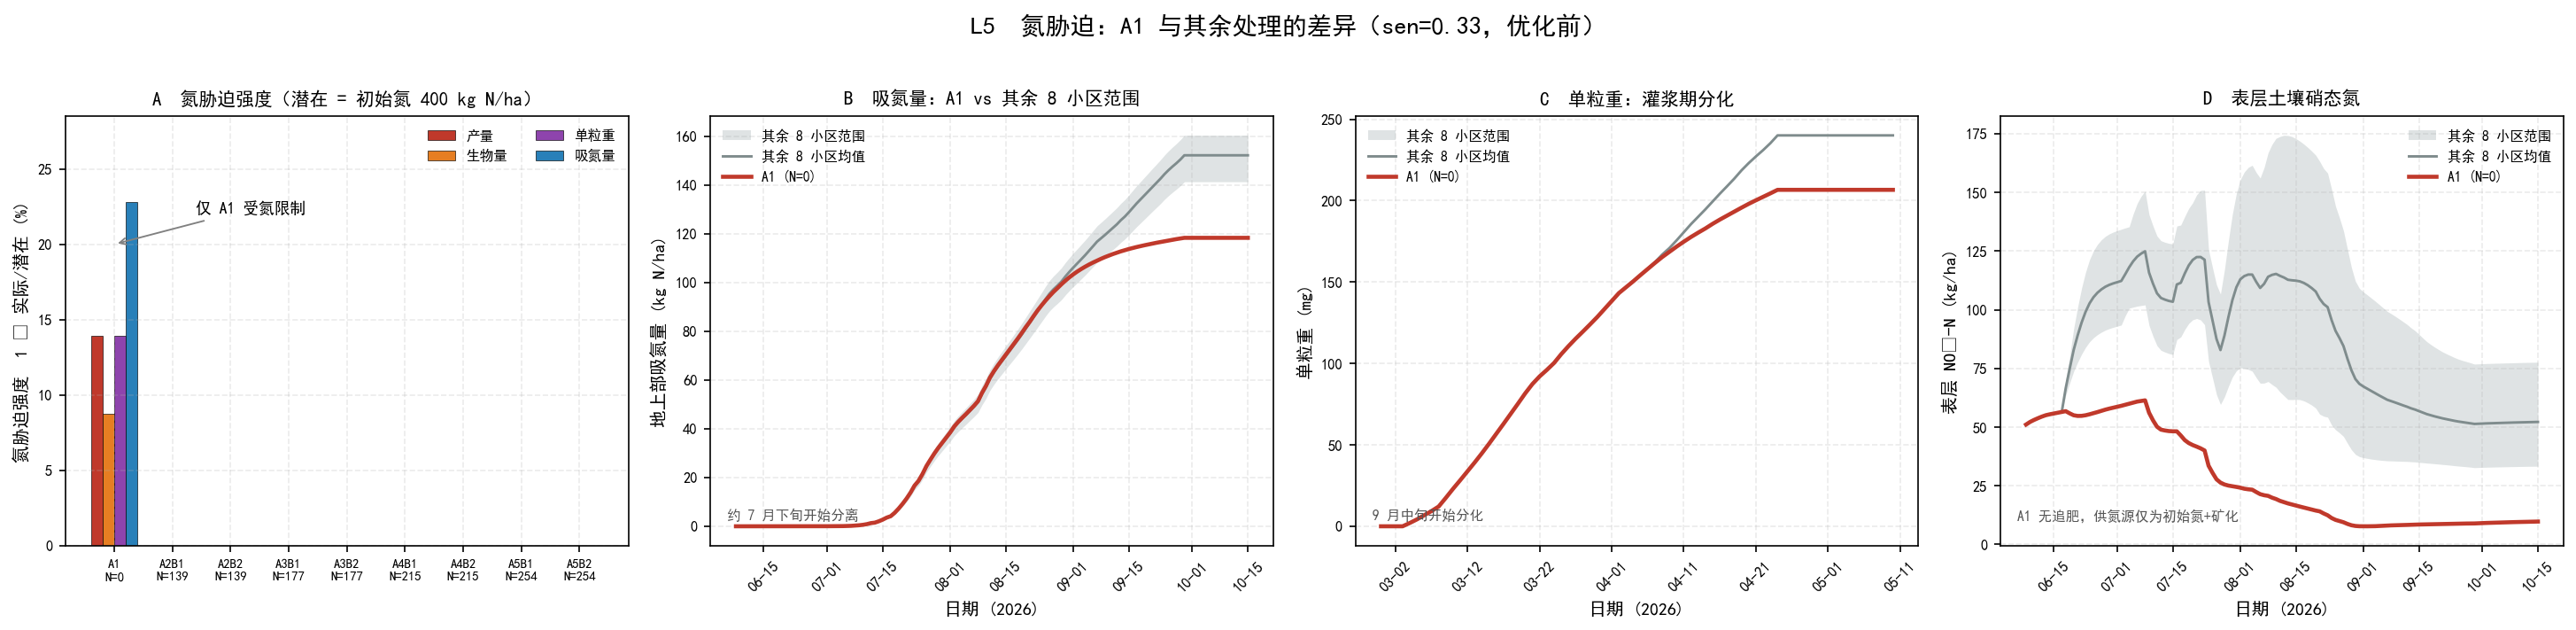 L5 氮胁迫：A1 与其余处理的差异（sen=0.33，优化前）
A 氮胁迫强度（潜在 = 初始氮 400 kg N/ha）
氮胁迫强度 1 □ 实际/潜在 (%)
25
20
15
10
5
0
产量
生物量
单粒重
吸氮量
仅 A1 受氮限制
A1
N=0
A2B1
N=139
A2B2
N=139
A3B1
N=177
A3B2
N=177
A4B1
N=215
A4B2
N=215
A5B1
N=254
A5B2
N=254
B 吸氮量：A1 vs 其余 8 小区范围
地上部吸氮量 (kg N/ha)
160
140
120
100
80
60
40
20
0
其余 8 小区范围
其余 8 小区均值
A1 (N=0)
约 7 月下旬开始分离
06-15
07-01
07-15
08-01
08-15
09-01
09-15
10-01
10-15
日期 (2026)
C 单粒重：灌浆期分化
单粒重 (mg)
250
200
150
100
50
0
其余 8 小区范围
其余 8 小区均值
A1 (N=0)
9 月中旬开始分化
03-02
03-12
03-22
04-01
04-11
04-21
05-01
05-11
日期 (2026)
D 表层土壤硝态氮
表层 NO□-N (kg/ha)
175
150
125
100
75
50
25
0
其余 8 小区范围
其余 8 小区均值
A1 (N=0)
A1 无追肥，供氮源仅为初始氮+矿化
06-15
07-01
07-15
08-01
08-15
09-01
09-15
10-01
10-15
日期 (2026)